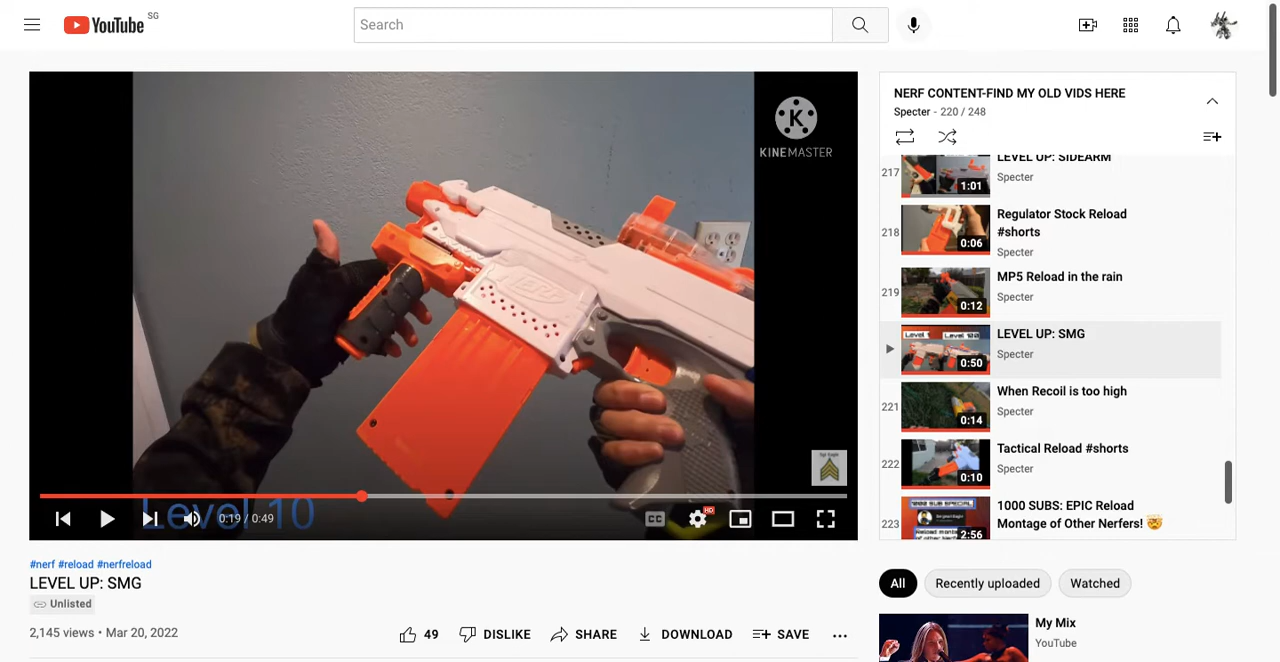 YouTube SG
Search
KINEMASTER
Level 10
0:19 / 0:49
CC
HD
#nerf #reload #nerfreload
LEVEL UP: SMG
Unlisted
2,145 views • Mar 20, 2022
49
DISLIKE
SHARE
DOWNLOAD
SAVE
NERF CONTENT-FIND MY OLD VIDS HERE
Specter - 220 / 248
217
1:01
LEVEL UP: SIDEARM
Specter
218
0:06
Regulator Stock Reload
#shorts
Specter
219
0:12
MP5 Reload in the rain
Specter
0:50
LEVEL UP: SMG
Specter
221
0:14
When Recoil is too high
Specter
222
0:10
Tactical Reload #shorts
Specter
223
1000 SUBS SPECIAL
2:56
1000 SUBS: EPIC Reload
Montage of Other Nerfers! 🤯
All
Recently uploaded
Watched
My Mix
YouTube